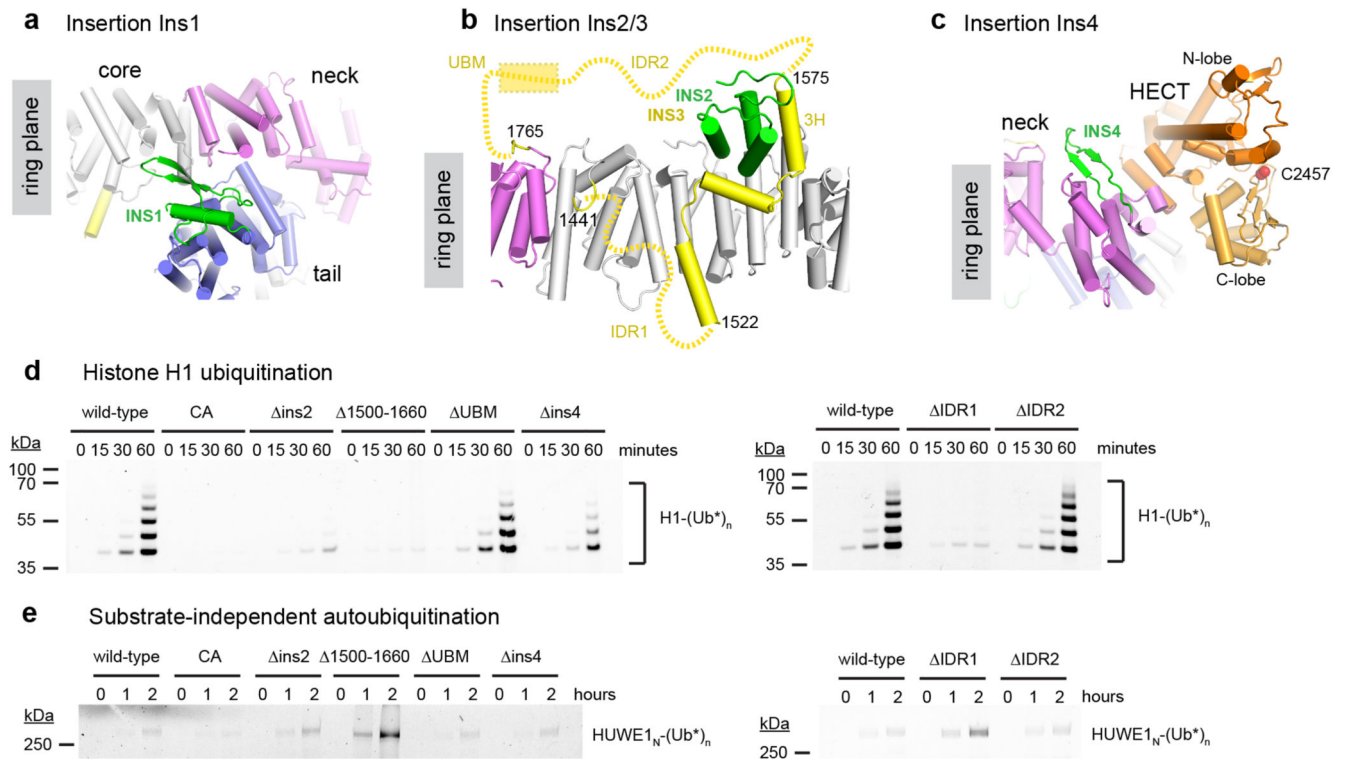 a Insertion Ins1
ring plane
core
neck
INS1
tail
b Insertion Ins2/3
ring plane
UBM
IDR2
1575
INS2
INS3
3H
1765
1441
IDR1
1522
c Insertion Ins4
ring plane
N-lobe
HECT
neck
INS4
C2457
C-lobe
d Histone H1 ubiquitination
wild-type CA Δins2 Δ1500-1660 ΔUBM Δins4
kDa 0 15 30 60 0 15 30 60 0 15 30 60 0 15 30 60 0 15 30 60 0 15 30 60 minutes
100
70
55
35
H1-(Ub*)n
wild-type ΔIDR1 ΔIDR2
kDa 0 15 30 60 0 15 30 60 0 15 30 60 minutes
100
70
55
35
H1-(Ub*)n
e Substrate-independent autoubiquitination
wild-type CA Δins2 Δ1500-1660 ΔUBM Δins4
0 1 2 0 1 2 0 1 2 0 1 2 0 1 2 0 1 2 hours
kDa
250
HUWE1N-(Ub*)n
wild-type ΔIDR1 ΔIDR2
0 1 2 0 1 2 0 1 2 hours
kDa
250
HUWE1N-(Ub*)n